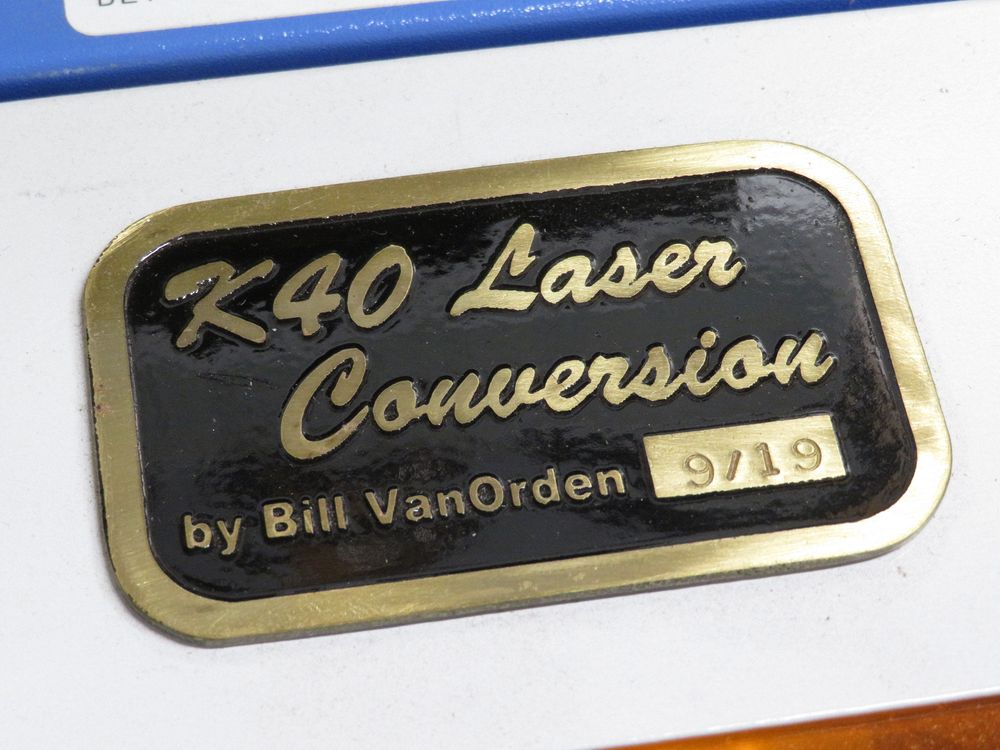 K40 Laser
Conversion
by Bill VanOrden 9/19